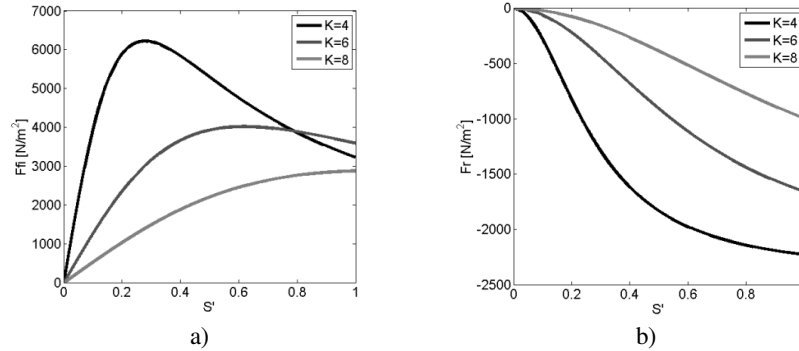 7000
6000
5000
4000
3000
2000
1000
0
Ffi [N/m²]
0 0.2 0.4 0.6 0.8 1
S'
K=4
K=6
K=8
a)
0
-500
-1000
-1500
-2000
-2500
Fr [N/m²]
0 0.2 0.4 0.6 0.8
S'
K=4
K=6
K=8
b)